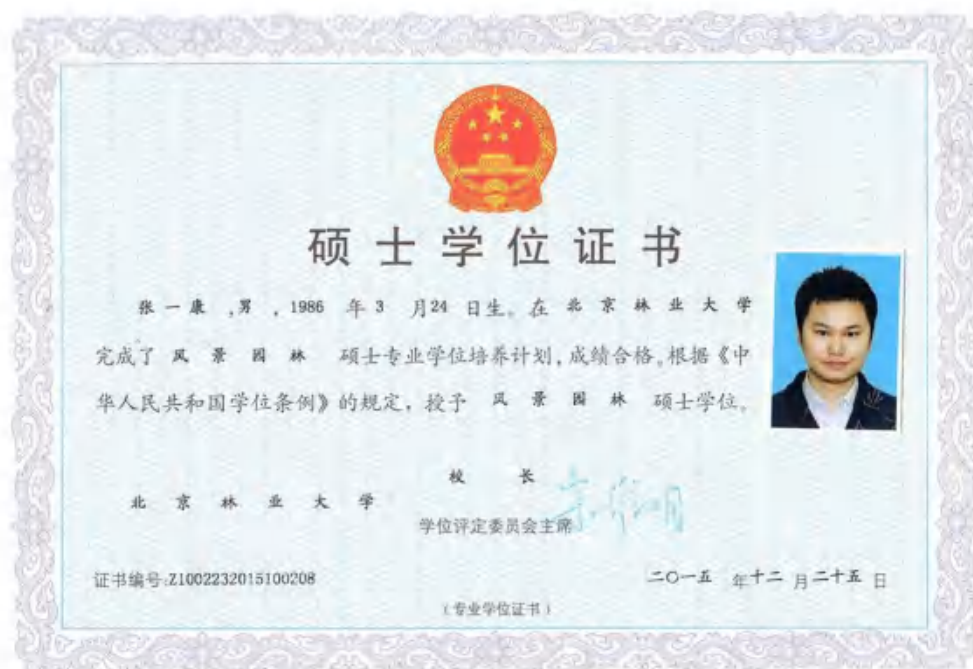 硕士学位证书
张一康 ,男 , 1986 年 3 月24 日生。在 北京林业大学
完成了 风景园林 硕士专业学位培养计划,成绩合格。根据《中
华人民共和国学位条例》的规定, 授予 风景园林 硕士学位。
校 长
北京林业大学
学位评定委员会主席
证书编号:Z1002232015100208
二〇一五 年十二 月二十五 日
(专业学位证书)